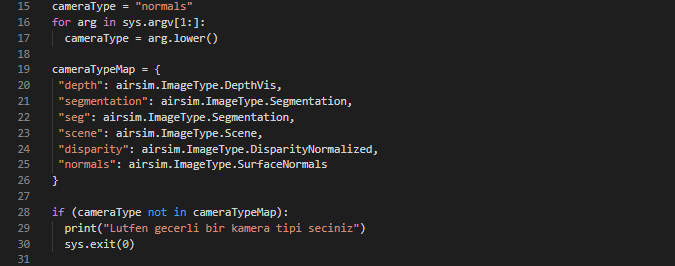 15 cameraType = "normals"
16 for arg in sys.argv[1:]:
17   cameraType = arg.lower()
18
19 cameraTypeMap = {
20  "depth": airsim.ImageType.DepthVis,
21  "segmentation": airsim.ImageType.Segmentation,
22  "seg": airsim.ImageType.Segmentation,
23  "scene": airsim.ImageType.Scene,
24  "disparity": airsim.ImageType.DisparityNormalized,
25  "normals": airsim.ImageType.SurfaceNormals
26 }
27
28 if (cameraType not in cameraTypeMap):
29   print("Lutfen gecerli bir kamera tipi seciniz")
30   sys.exit(0)
31